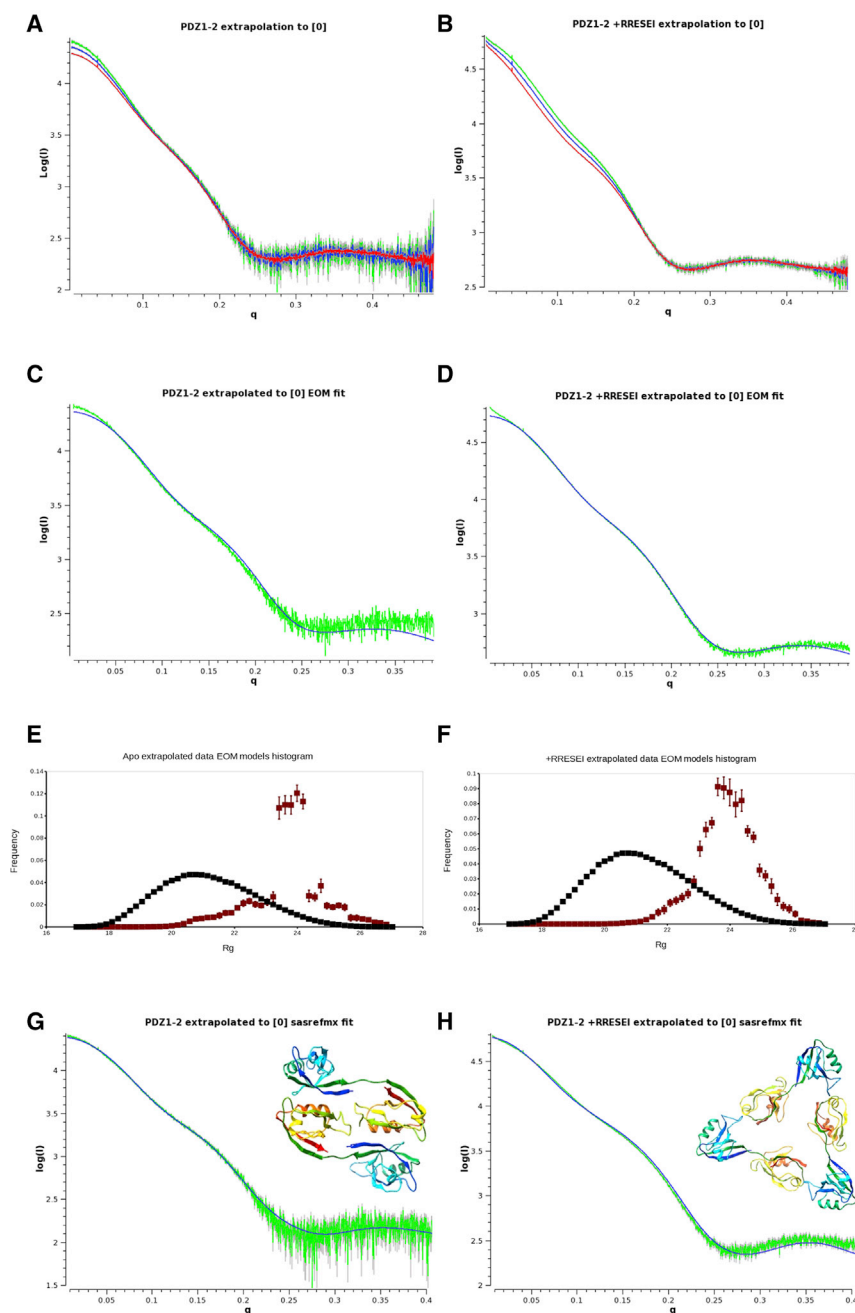 A
PDZ1-2 extrapolation to [0]
4
3.5
3
2.5
2
Log(I)
0.1 0.2 0.3 0.4
q
B
PDZ1-2 +RRESEI extrapolation to [0]
4.5
4
3.5
3
2.5
log(I)
0.1 0.2 0.3 0.4
q
C
PDZ1-2 extrapolated to [0] EOM fit
4
3.5
3
2.5
log(I)
0.05 0.1 0.15 0.2 0.25 0.3 0.35
q
D
PDZ1-2 +RRESEI extrapolated to [0] EOM fit
4.5
4
3.5
3
log(I)
0.05 0.1 0.15 0.2 0.25 0.3 0.35
q
E
Apo extrapolated data EOM models histogram
0.14
0.12
0.1
0.08
0.06
0.04
0.02
0
Frequency
16 18 20 22 24 26 28
Rg
F
+RRESEI extrapolated data EOM models histogram
0.1
0.09
0.08
0.07
0.06
0.05
0.04
0.03
0.02
0.01
0
Frequency
16 18 20 22 24 26 28
Rg
G
PDZ1-2 extrapolated to [0] sasrefmx fit
4
3.5
3
2.5
2
1.5
log(I)
0.05 0.1 0.15 0.2 0.25 0.3 0.35 0.4
q
H
PDZ1-2 +RRESEI extrapolated to [0] sasrefmx fit
4.5
4
3.5
3
2.5
2
log(I)
0.05 0.1 0.15 0.2 0.25 0.3 0.35 0.4
q